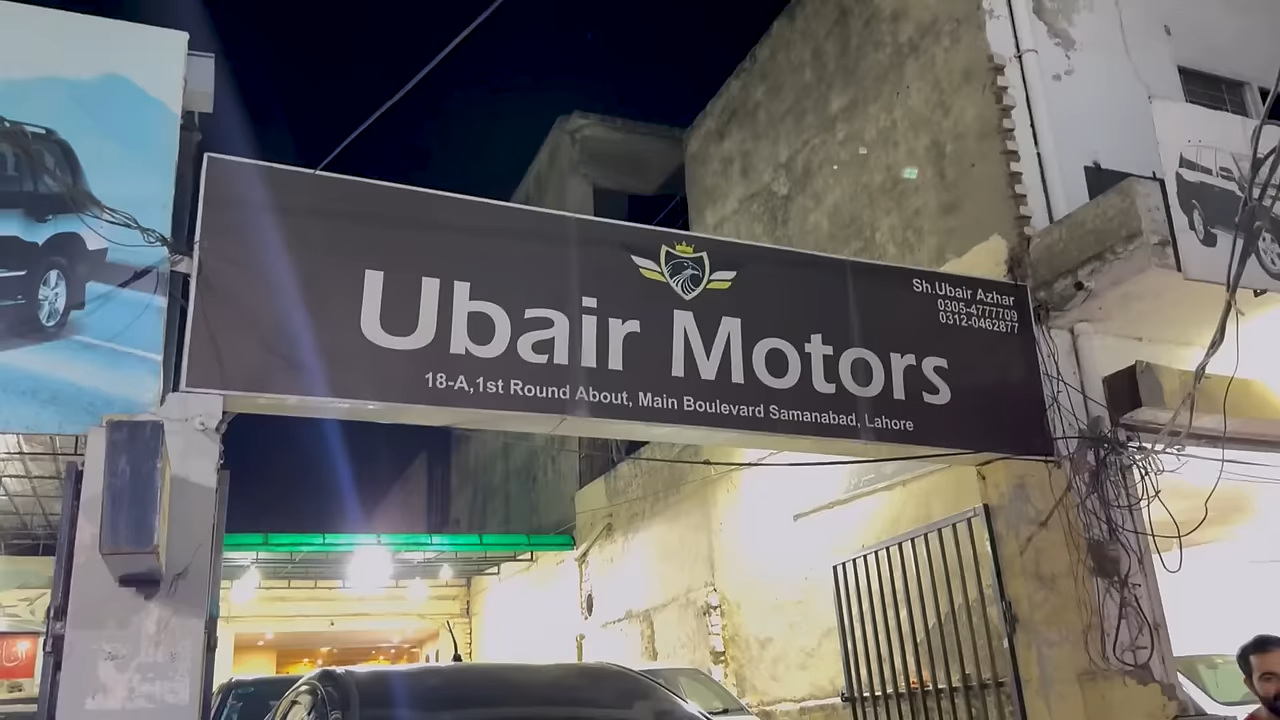 Ubair Motors
18-A,1st Round About, Main Boulevard Samanabad, Lahore
Sh.Ubair Azhar
0305-4777709
0312-0462877